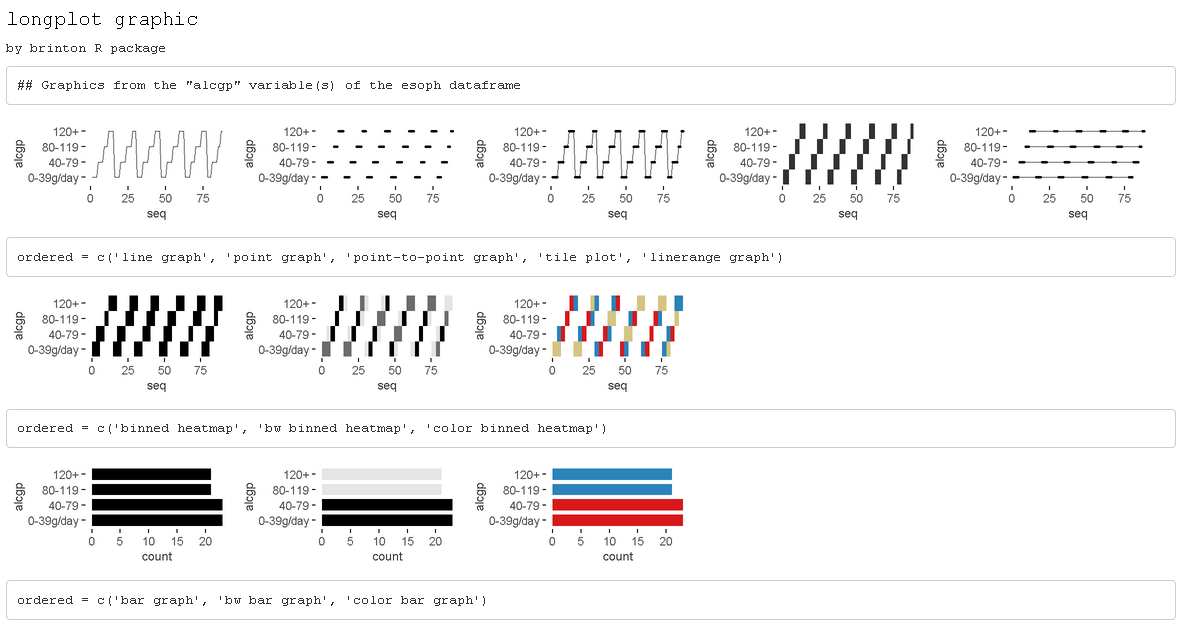 longplot graphic
by brinton R package
## Graphics from the "alcgp" variable(s) of the esoph dataframe
alcgp
120+
80-119
40-79
0-39g/day
0 25 50 75
seq
alcgp
120+
80-119
40-79
0-39g/day
0 25 50 75
seq
alcgp
120+
80-119
40-79
0-39g/day
0 25 50 75
seq
alcgp
120+
80-119
40-79
0-39g/day
0 25 50 75
seq
alcgp
120+
80-119
40-79
0-39g/day
0 25 50 75
seq
ordered = c('line graph', 'point graph', 'point-to-point graph', 'tile plot', 'linerange graph')
alcgp
120+
80-119
40-79
0-39g/day
0 25 50 75
seq
alcgp
120+
80-119
40-79
0-39g/day
0 25 50 75
seq
alcgp
120+
80-119
40-79
0-39g/day
0 25 50 75
seq
ordered = c('binned heatmap', 'bw binned heatmap', 'color binned heatmap')
alcgp
120+
80-119
40-79
0-39g/day
0 5 10 15 20
count
alcgp
120+
80-119
40-79
0-39g/day
0 5 10 15 20
count
alcgp
120+
80-119
40-79
0-39g/day
0 5 10 15 20
count
ordered = c('bar graph', 'bw bar graph', 'color bar graph')